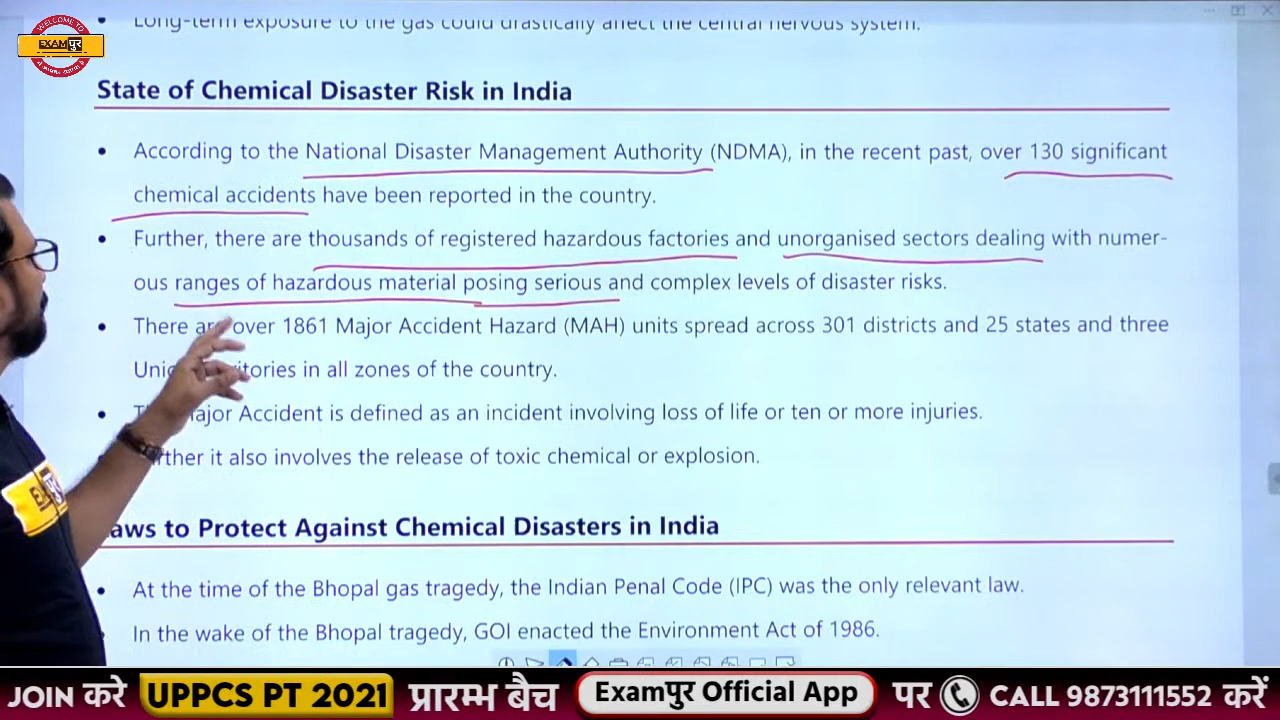 Long-term exposure to the gas could drastically affect the central nervous system.
WELCOME TO
EXAMपुर
State of Chemical Disaster Risk in India
According to the National Disaster Management Authority (NDMA), in the recent past, over 130 significant
chemical accidents have been reported in the country.
Further, there are thousands of registered hazardous factories and unorganised sectors dealing with numer-
ous ranges of hazardous material posing serious and complex levels of disaster risks.
There are over 1861 Major Accident Hazard (MAH) units spread across 301 districts and 25 states and three
in all zones of the country.
Accident is defined as an incident involving loss of life or ten or more injuries.
it also involves the release of toxic chemical or explosion.
to Protect Against Chemical Disasters in India
At the time of the Bhopal gas tragedy, the Indian Penal Code (IPC) was the only relevant law.
In the wake of the Bhopal tragedy, GOI enacted the Environment Act of 1986.
JOIN करे UPPCS PT 2021 प्रारम्भ बैच Examपुर Official App पर CALL 9873111552 करें